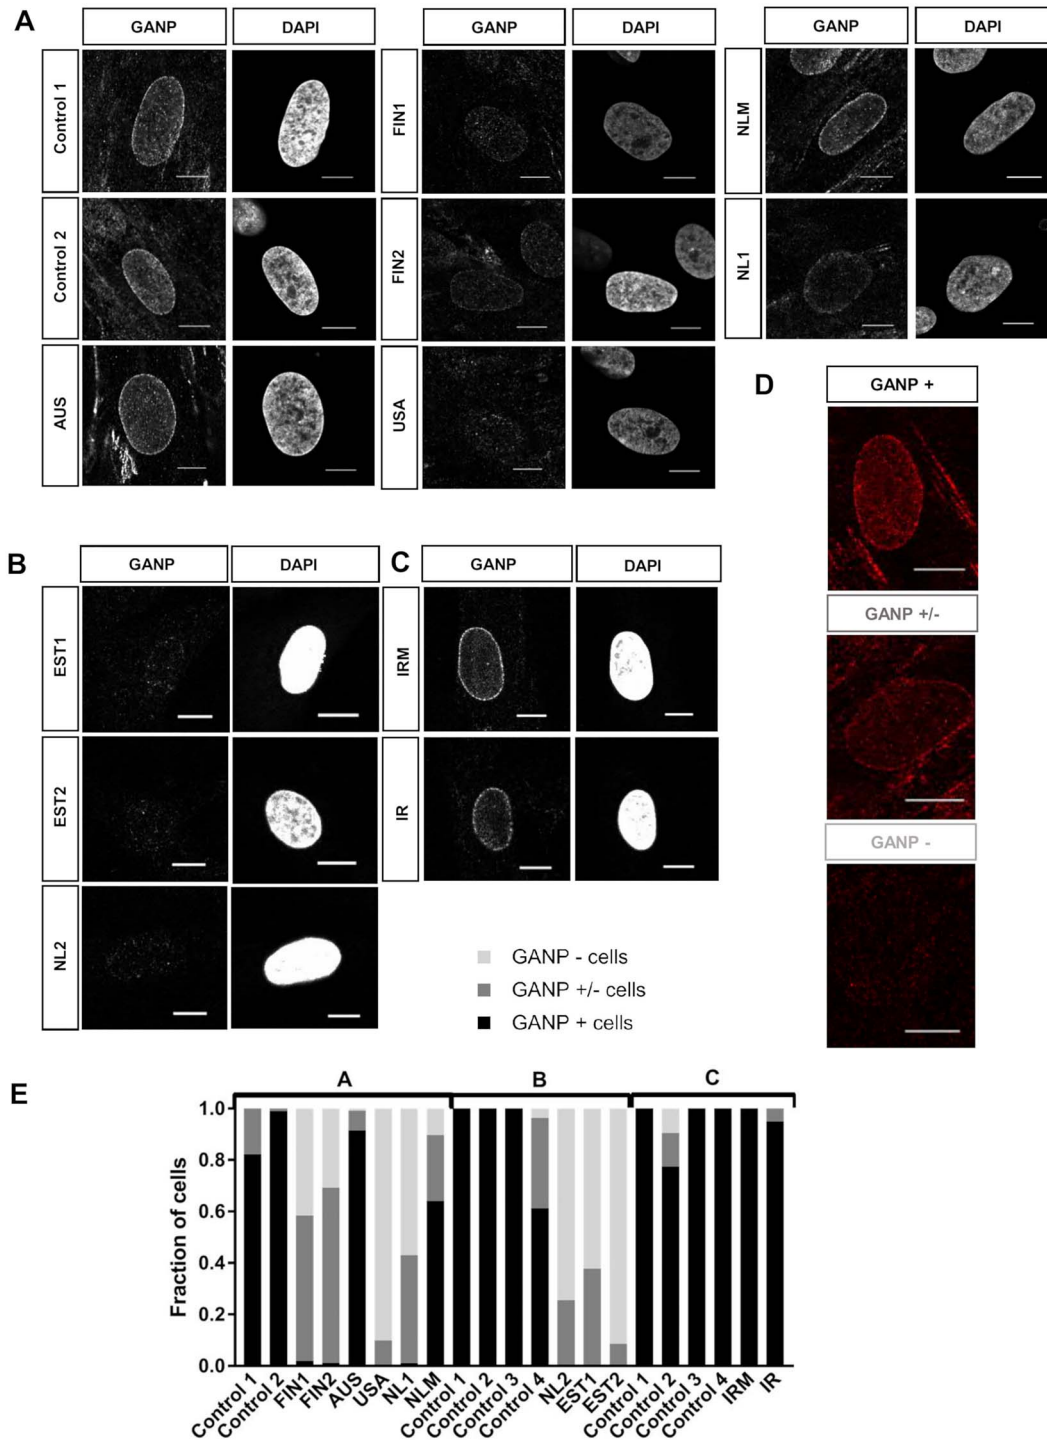 A
GANP DAPI GANP DAPI GANP DAPI
Control 1
FIN1
NLM
Control 2
FIN2
NL1
AUS
USA
D
GANP +
GANP +/-
GANP -
B
GANP DAPI
EST1
EST2
NL2
C
GANP DAPI
IRM
IR
GANP - cells
GANP +/- cells
GANP + cells
E
A B C
Fraction of cells
1.0
0.8
0.6
0.4
0.2
0.0
Control 1 Control 2 FIN1 FIN2 AUS USA NL1 NLM Control 1 Control 2 Control 3 Control 4 NL2 EST1 EST2 Control 1 Control 2 Control 3 Control 4 IRM IR